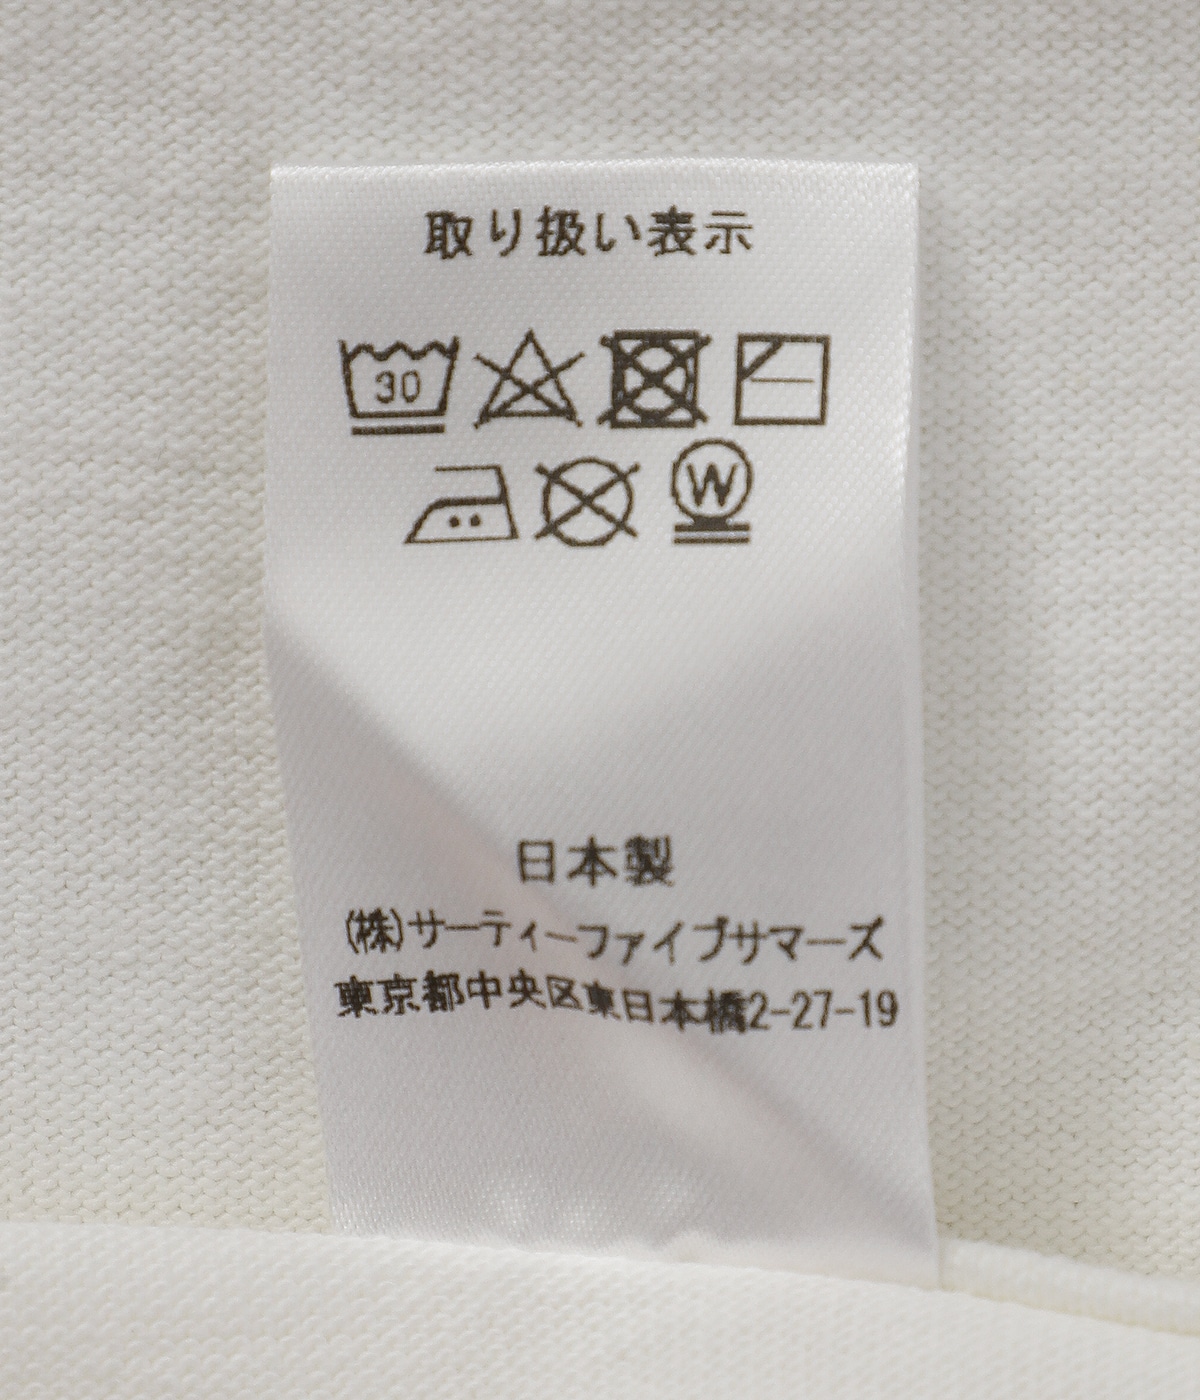 取り扱い表示
30
W
日本製
(株)サーティーファイブサマーズ
東京都中央区東日本橋2-27-19